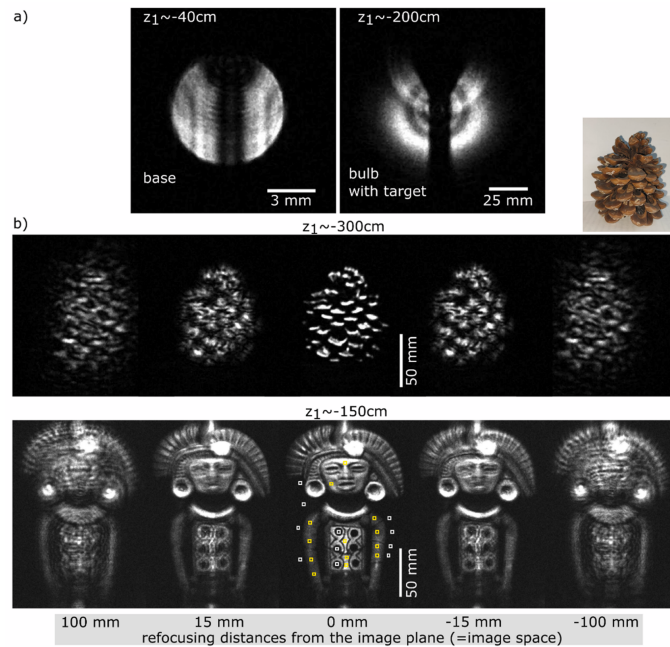 a)
z₁~-40cm
base
3 mm
z₁~-200cm
bulb
with target
25 mm
b)
z₁~-300cm
50 mm
z₁~-150cm
50 mm
100 mm 15 mm 0 mm -15 mm -100 mm
refocusing distances from the image plane (=image space)